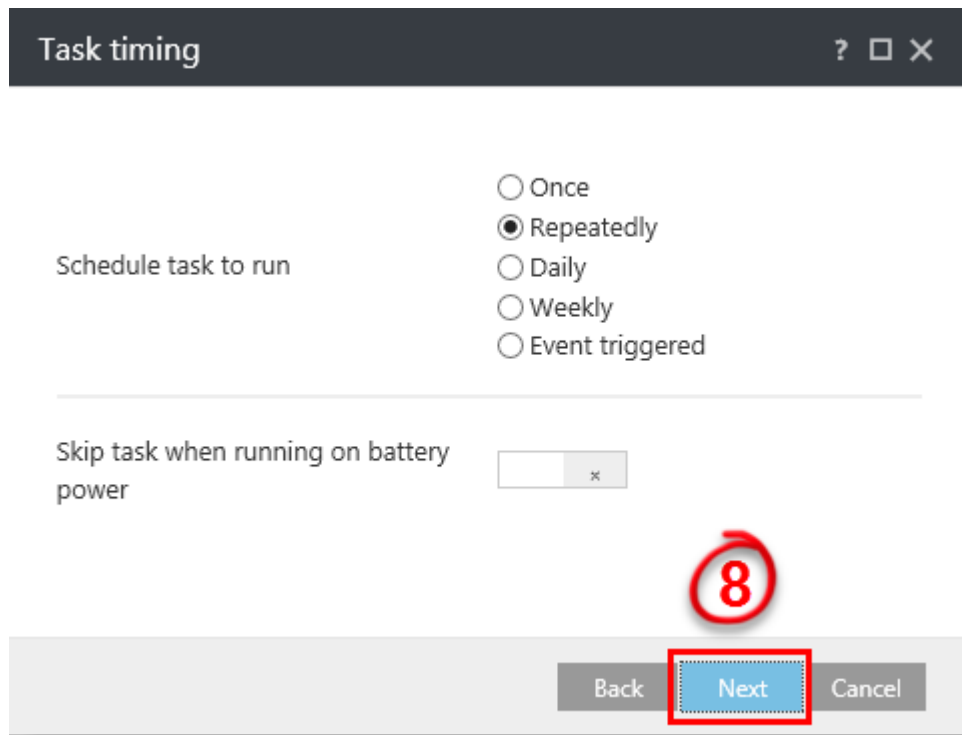 Task timing ?
Once
Repeatedly
Schedule task to run
Daily
Weekly
Event triggered
Skip task when running on battery
power
8
Back Next Cancel